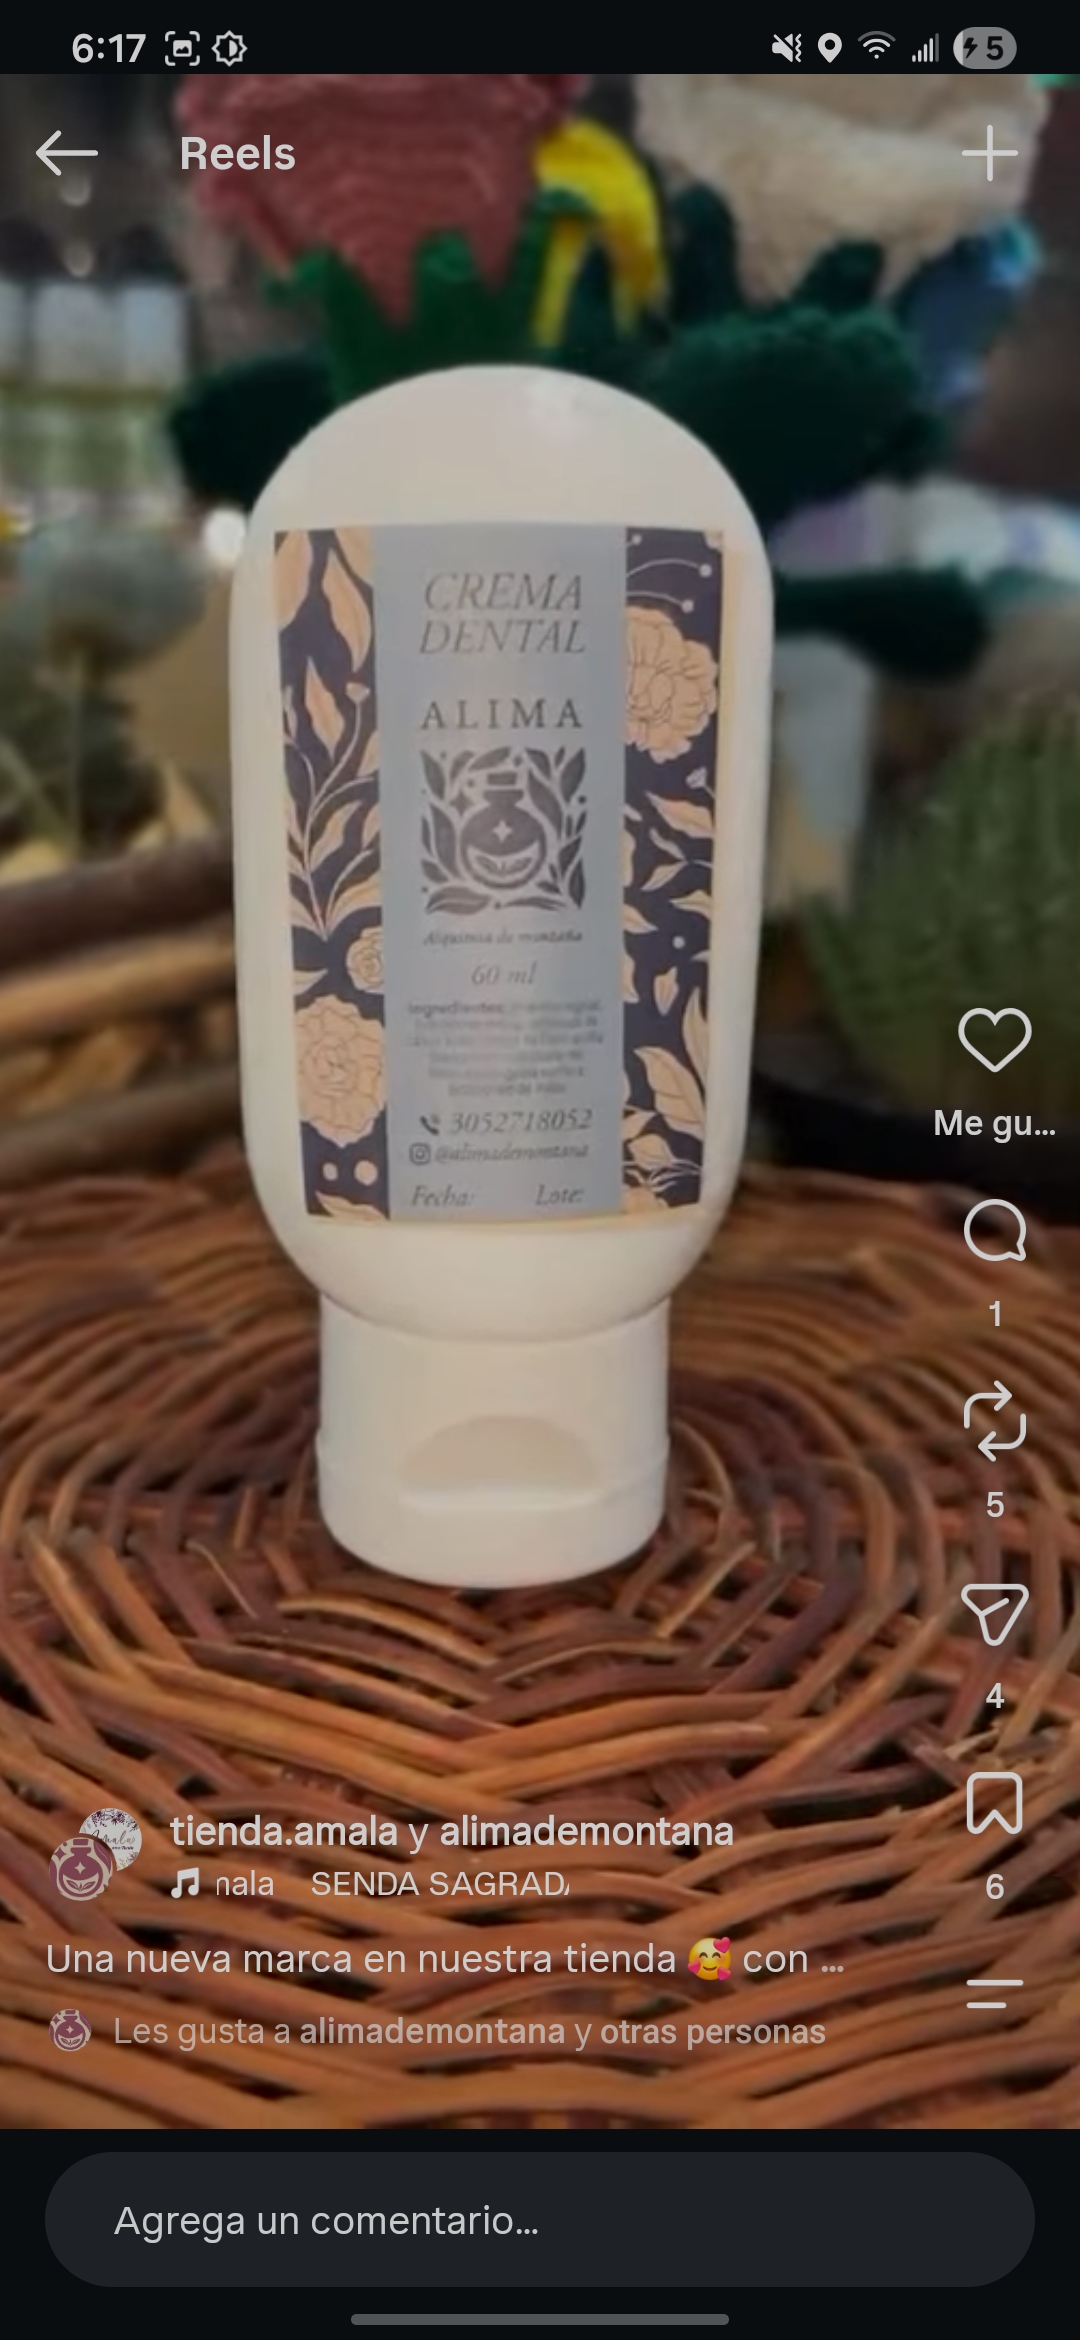 6:17
5
Reels
CREMA
DENTAL
ALIMA
Alquimia de montaña
60 ml
Ingredientes:
3052718052
@alimademontana
Fecha: Lote:
Me gu...
1
5
4
6
tienda.amala y alimademontana
nala SENDA SAGRADA
Una nueva marca en nuestra tienda 🥰 con ...
Les gusta a alimademontana y otras personas
Agrega un comentario...